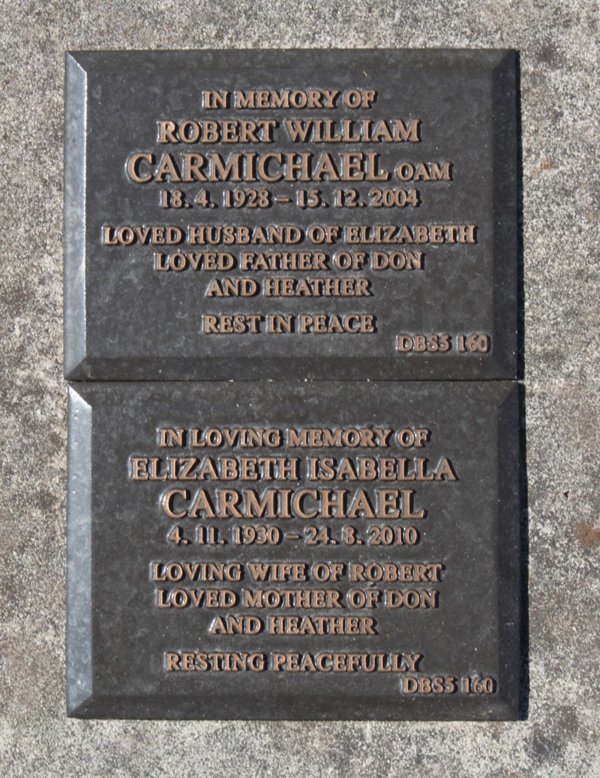 IN MEMORY OF
ROBERT WILLIAM
CARMICHAEL OAM
18. 4. 1928 – 15. 12. 2004
LOVED HUSBAND OF ELIZABETH
LOVED FATHER OF DON
AND HEATHER
REST IN PEACE
DBS5 160
IN LOVING MEMORY OF
ELIZABETH ISABELLA
CARMICHAEL
4. 11. 1930 – 24. 8. 2010
LOVING WIFE OF ROBERT
LOVED MOTHER OF DON
AND HEATHER
RESTING PEACEFULLY
DBS5 160